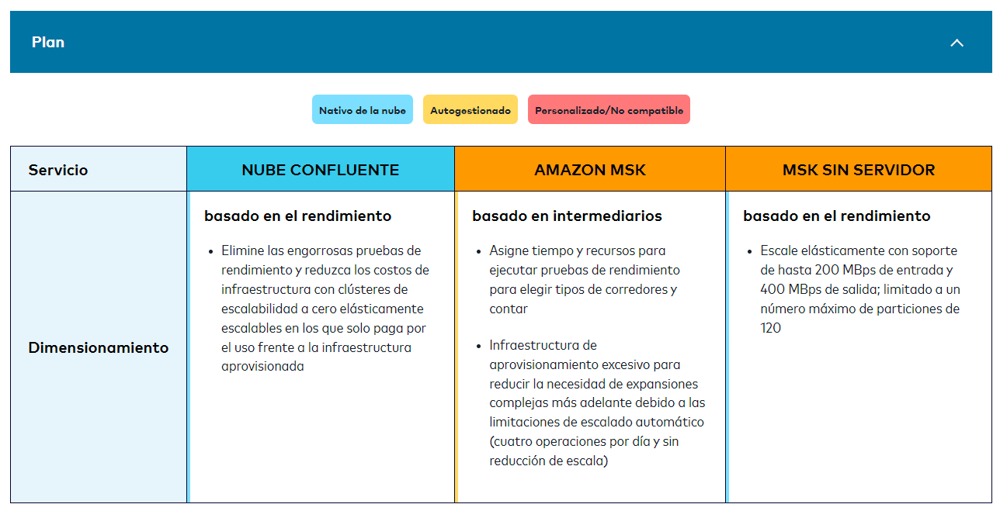 Plan
Nativo de la nube
Autogestionado
Personalizado/No compatible
Servicio
NUBE CONFLUENTE
AMAZON MSK
MSK SIN SERVIDOR
Dimensionamiento
basado en el rendimiento
• Elimine las engorrosas pruebas de
rendimiento y reduzca los costos de
infraestructura con clústeres de
escalabilidad a cero elásticamente
escalables en los que solo paga por
el uso frente a la infraestructura
aprovisionada
basado en intermediarios
• Asigne tiempo y recursos para
ejecutar pruebas de rendimiento
para elegir tipos de corredores y
contar
• Infraestructura de
aprovisionamiento excesivo para
reducir la necesidad de expansiones
complejas más adelante debido a las
limitaciones de escalado automático
(cuatro operaciones por día y sin
reducción de escala)
basado en el rendimiento
• Escale elásticamente con soporte
de hasta 200 MBps de entrada y
400 MBps de salida; limitado a un
número máximo de particiones de
120